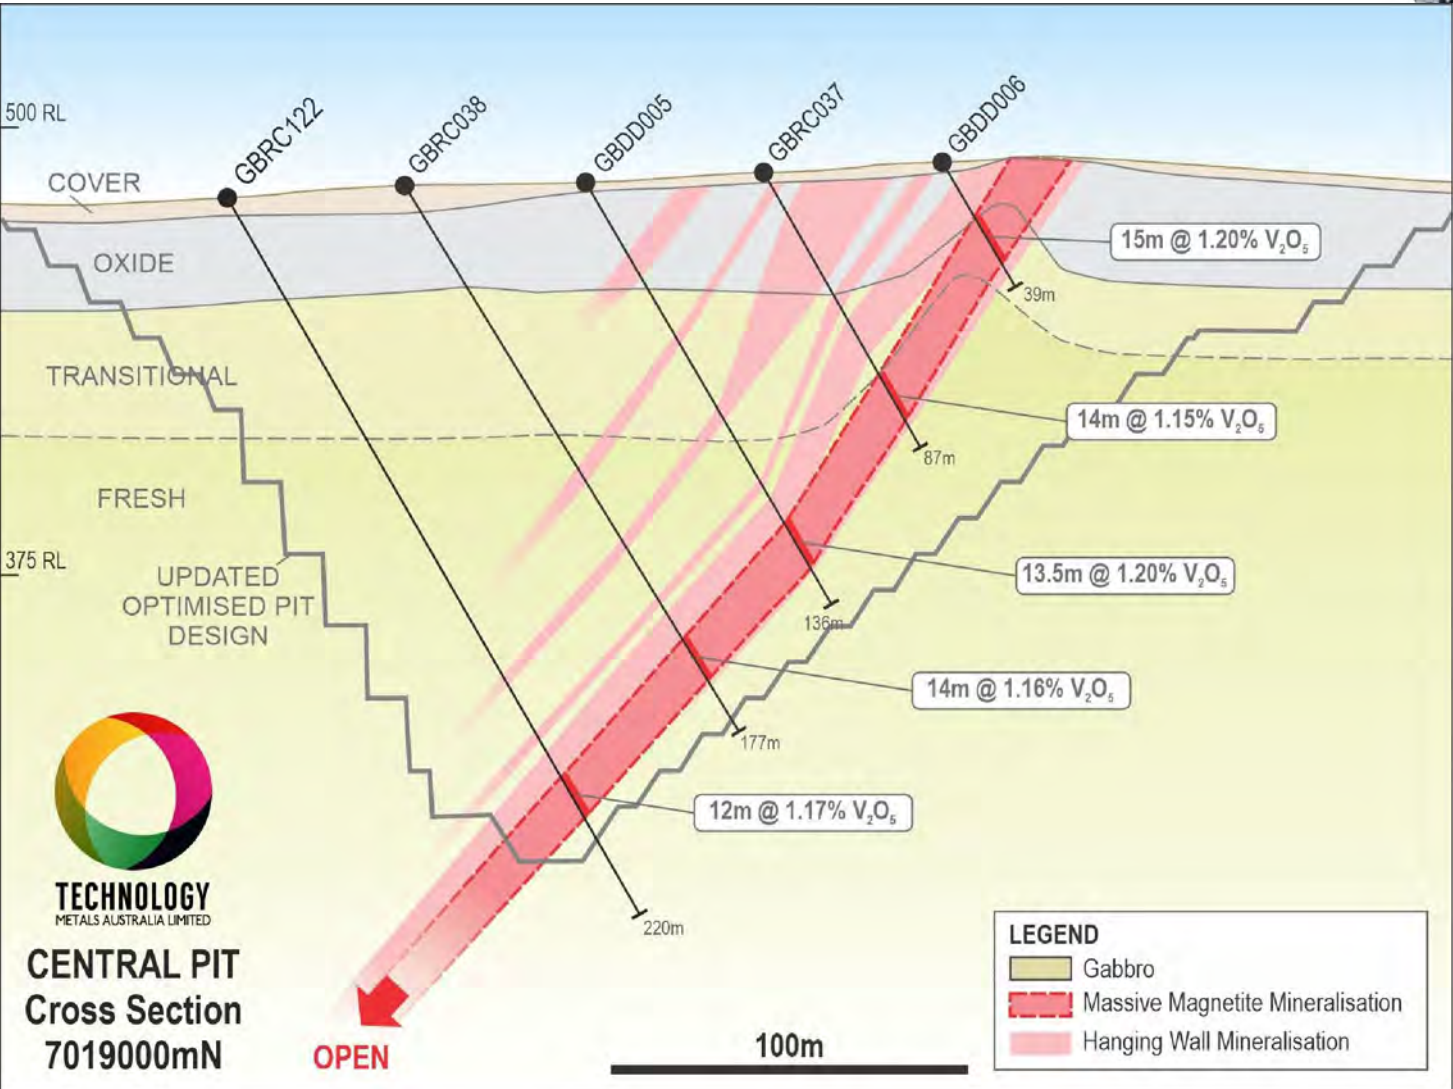 500 RL
GBRC122
GBRC038
GBDD005
GBRC037
GBDD006
COVER
OXIDE
15m @ 1.20% V₂O₅
39m
TRANSITIONAL
14m @ 1.15% V₂O₅
87m
FRESH
375 RL
UPDATED
OPTIMISED PIT
DESIGN
13.5m @ 1.20% V₂O₅
136m
14m @ 1.16% V₂O₅
177m
12m @ 1.17% V₂O₅
220m
TECHNOLOGY
METALS AUSTRALIA LIMITED
CENTRAL PIT
Cross Section
7019000mN
OPEN
100m
LEGEND
Gabbro
Massive Magnetite Mineralisation
Hanging Wall Mineralisation